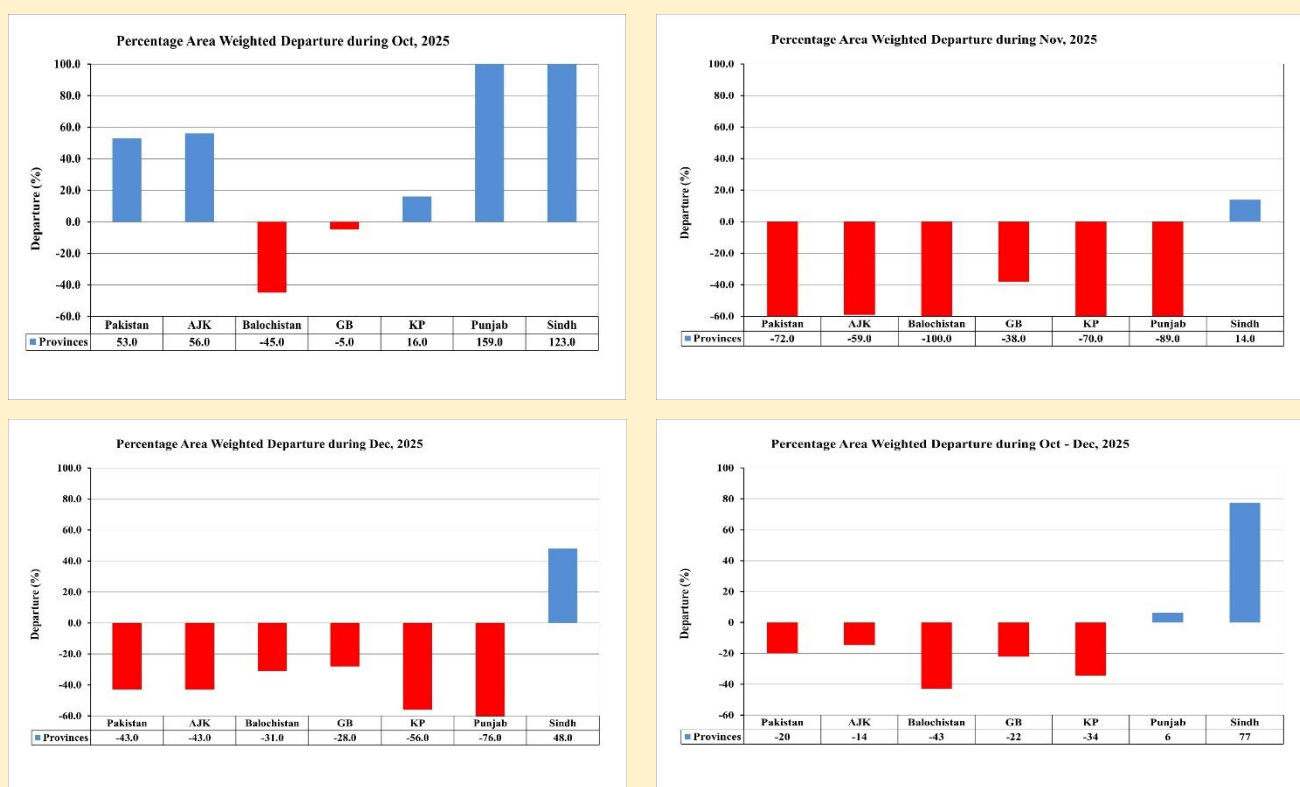 Percentage Area Weighted Departure during Oct, 2025
Departure (%)
100.0
80.0
60.0
40.0
20.0
0.0
-20.0
-40.0
-60.0
Pakistan AJK Balochistan GB KP Punjab Sindh
Provinces 53.0 56.0 -45.0 -5.0 16.0 159.0 123.0
Percentage Area Weighted Departure during Nov, 2025
Departure (%)
100.0
80.0
60.0
40.0
20.0
0.0
-20.0
-40.0
-60.0
Pakistan AJK Balochistan GB KP Punjab Sindh
Provinces -72.0 -59.0 -100.0 -38.0 -70.0 -89.0 14.0
Percentage Area Weighted Departure during Dec, 2025
Departure (%)
100.0
80.0
60.0
40.0
20.0
0.0
-20.0
-40.0
-60.0
Pakistan AJK Balochistan GB KP Punjab Sindh
Provinces -43.0 -43.0 -31.0 -28.0 -56.0 -76.0 48.0
Percentage Area Weighted Departure during Oct - Dec, 2025
Departure (%)
100
80
60
40
20
0
-20
-40
-60
Pakistan AJK Balochistan GB KP Punjab Sindh
Provinces -20 -14 -43 -22 -34 6 77